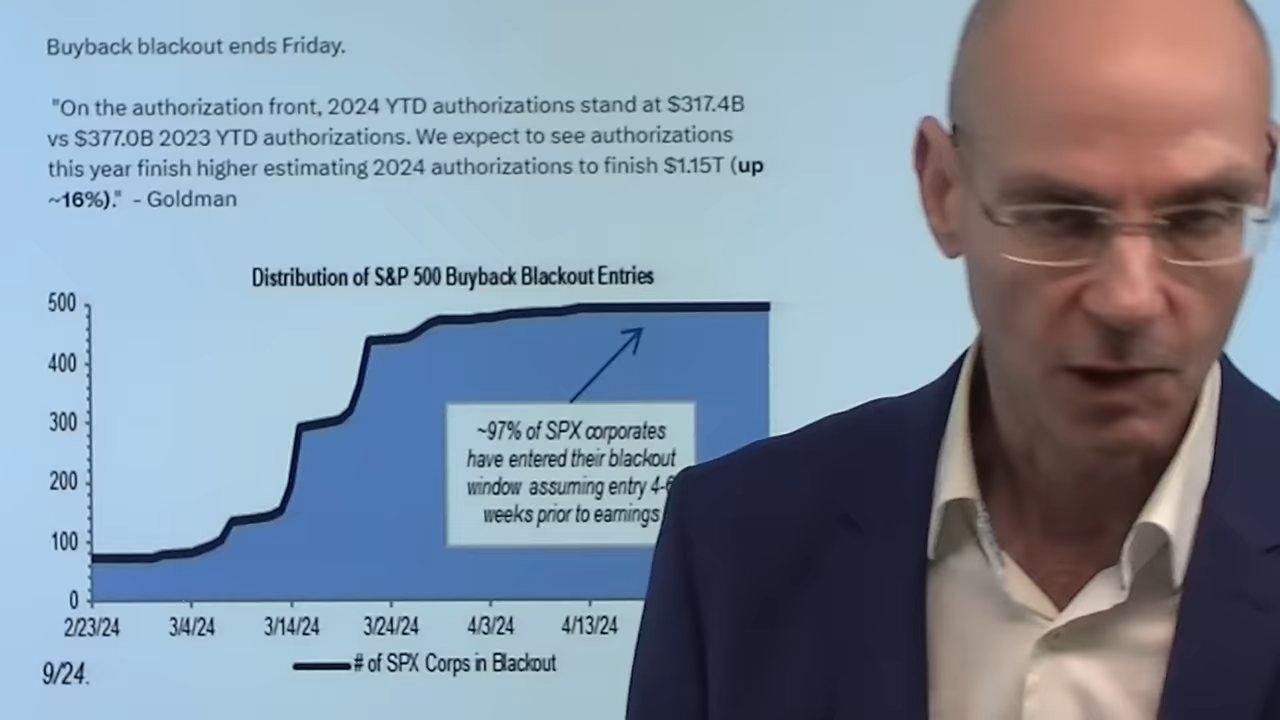 Buyback blackout ends Friday.
"On the authorization front, 2024 YTD authorizations stand at $317.4B
vs $377.0B 2023 YTD authorizations. We expect to see authorizations
this year finish higher estimating 2024 authorizations to finish $1.15T (up
~16%)." - Goldman
Distribution of S&P 500 Buyback Blackout Entries
500
400
300
200
100
0
~97% of SPX corporates
have entered their blackout
window assuming entry
weeks prior to earnings
2/23/24 3/4/24 3/14/24 3/24/24 4/3/24 4/13/24
# of SPX Corps in Blackout
9/24.